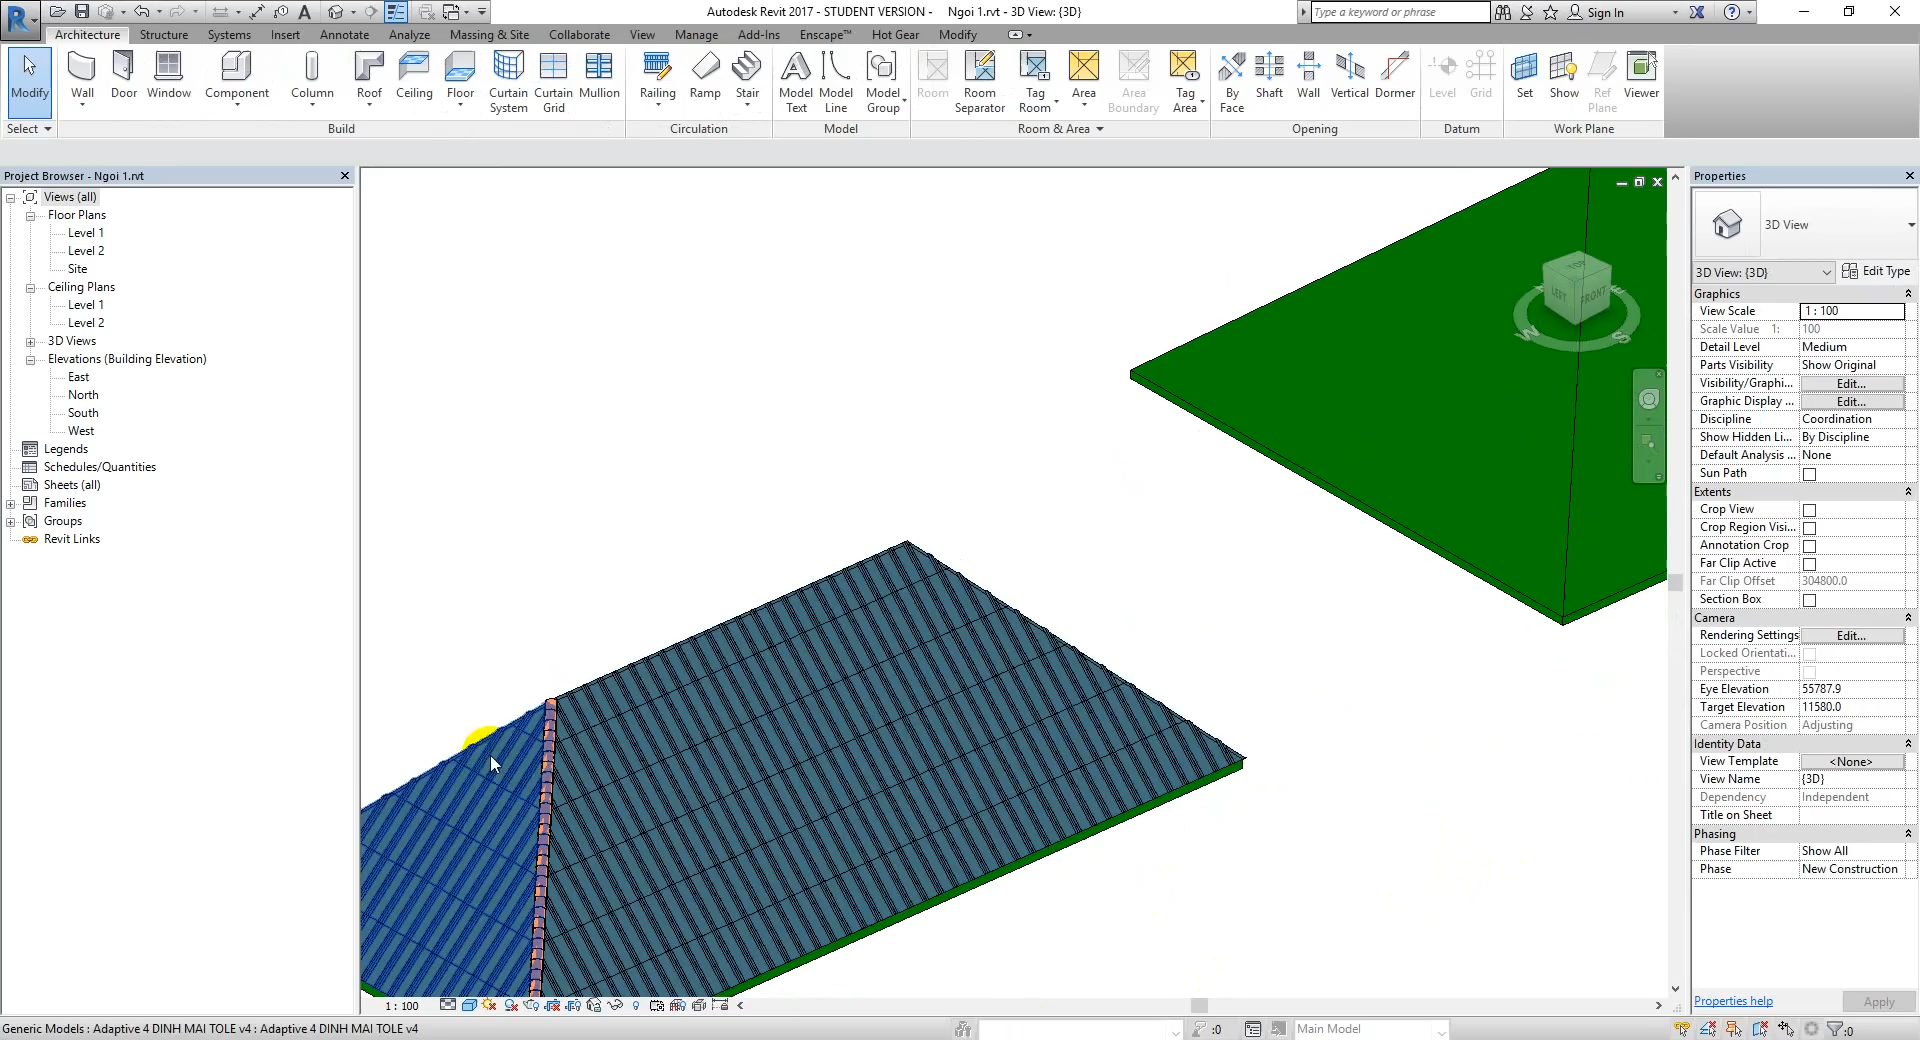 Autodesk Revit 2017 - STUDENT VERSION - Ngoi 1.rvt - 3D View: {3D}
Type a keyword or phrase
Sign In
Architecture Structure Systems Insert Annotate Analyze Massing & Site Collaborate View Manage Add-Ins Enscape™ Hot Gear Modify
Modify Wall Door Window Component Column Roof Ceiling Floor Curtain System Curtain Grid Mullion Railing Ramp Stair Model Text Model Line Model Group Room Room Separator Tag Room Area Area Boundary Tag Area By Face Shaft Wall Vertical Dormer Level Grid Set Show Ref Plane Viewer
Select Build Circulation Model Room & Area Opening Datum Work Plane
Project Browser - Ngoi 1.rvt
Views (all)
Floor Plans
Level 1
Level 2
Site
Ceiling Plans
Level 1
Level 2
3D Views
Elevations (Building Elevation)
East
North
South
West
Legends
Schedules/Quantities
Sheets (all)
Families
Groups
Revit Links
TOP
LEFT FRONT
W S
Properties
3D View
3D View: {3D} Edit Type
Graphics
View Scale 1 : 100
Scale Value 1: 100
Detail Level Medium
Parts Visibility Show Original
Visibility/Graphi... Edit...
Graphic Display ... Edit...
Discipline Coordination
Show Hidden Li... By Discipline
Default Analysis ... None
Sun Path
Extents
Crop View
Crop Region Visi...
Annotation Crop
Far Clip Active
Far Clip Offset 304800.0
Section Box
Camera
Rendering Settings Edit...
Locked Orientati...
Perspective
Eye Elevation 55787.9
Target Elevation 11580.0
Camera Position Adjusting
Identity Data
View Template <None>
View Name {3D}
Dependency Independent
Title on Sheet
Phasing
Phase Filter Show All
Phase New Construction
Properties help Apply
1 : 100
Generic Models : Adaptive 4 DINH MAI TOLE v4 : Adaptive 4 DINH MAI TOLE v4
:0 Main Model :0